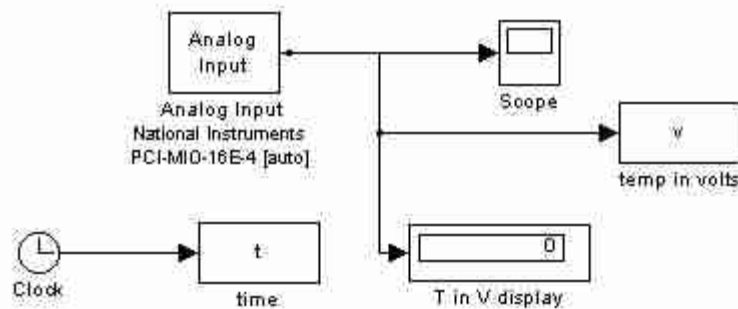 Analog
Input
Analog Input
National Instruments
PCI-MIO-16E-4 [auto]
Scope
v
temp in volts
Clock
t
time
0
T in V display